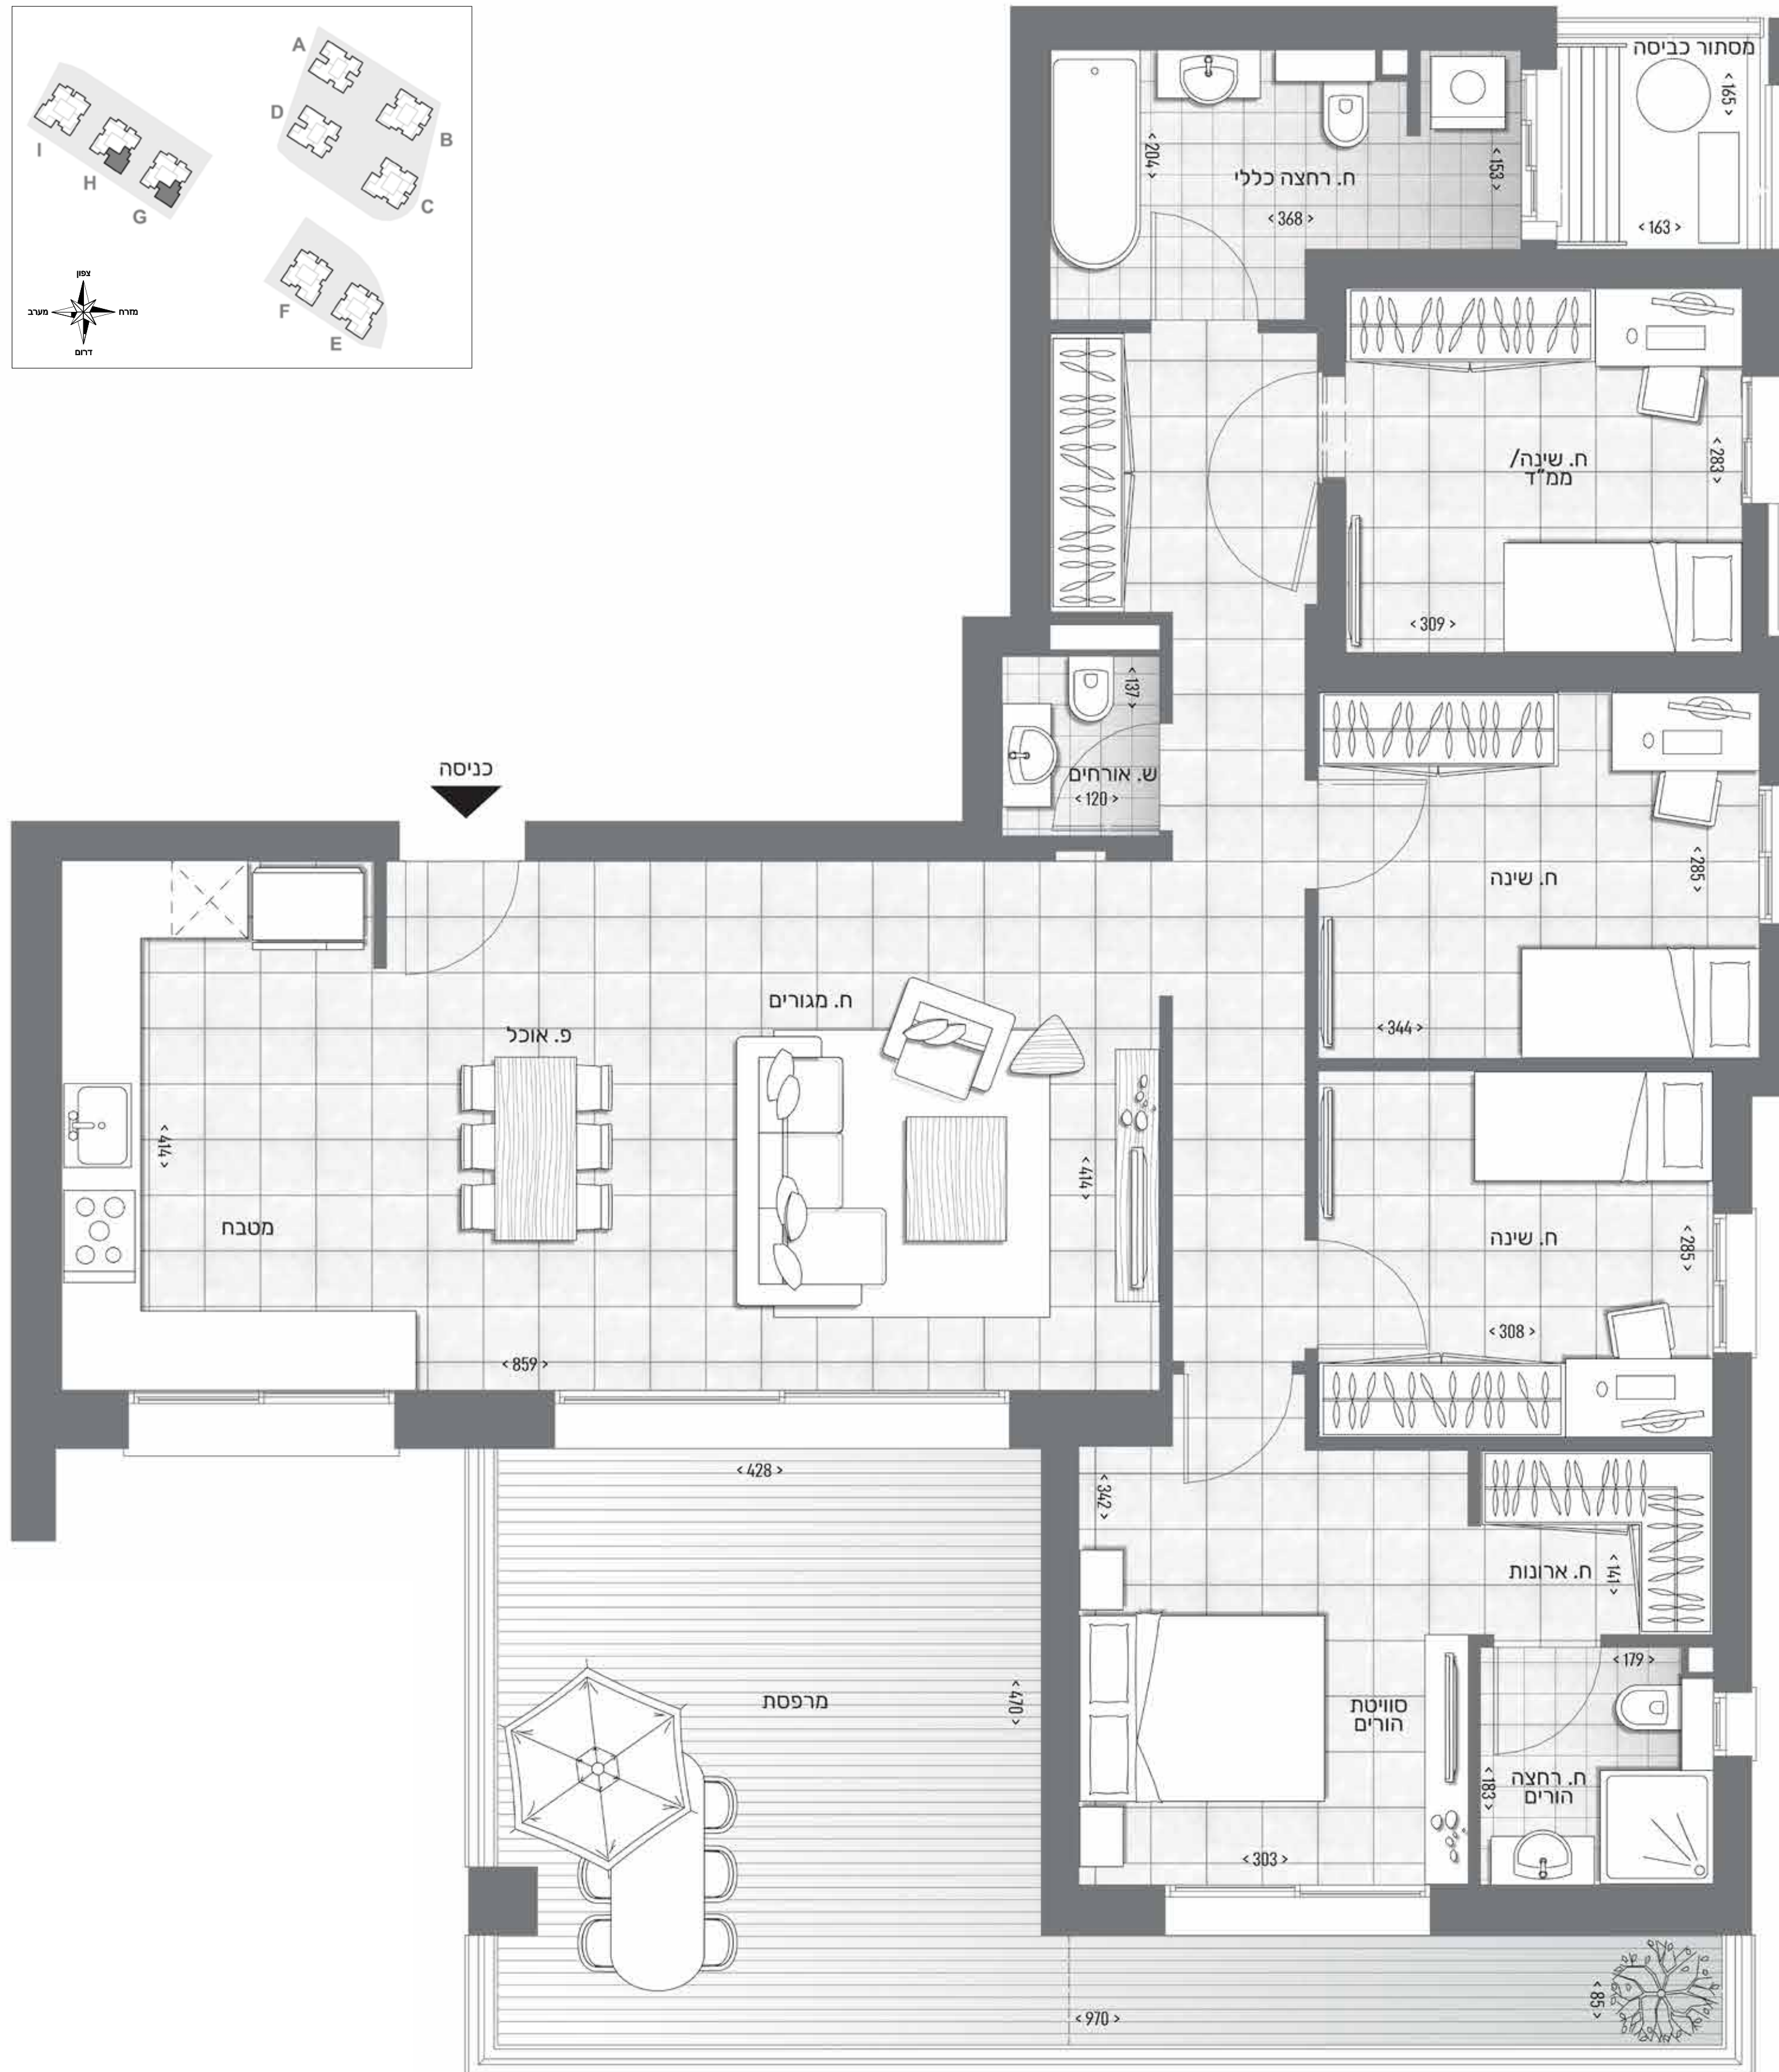 A
D
B
I
H
C
G
F
E
צפון
מערב
מזרח
דרום
מסתור כביסה
< 165 >
< 163 >
< 204 >
ח. רחצה כללי
< 368 >
< 153 >
ח. שינה/
ממ"ד
< 283 >
< 309 >
< 137 >
ש. אורחים
< 120 >
כניסה
ח. שינה
< 285 >
< 344 >
ח. מגורים
פ. אוכל
< 414 >
< 414 >
מטבח
< 859 >
ח. שינה
< 285 >
< 308 >
< 428 >
< 342 >
ח. ארונות
< 141 >
< 179 >
מרפסת
< 470 >
סוויטת
הורים
ח. רחצה
הורים
< 183 >
< 303 >
< 970 >
< 85 >